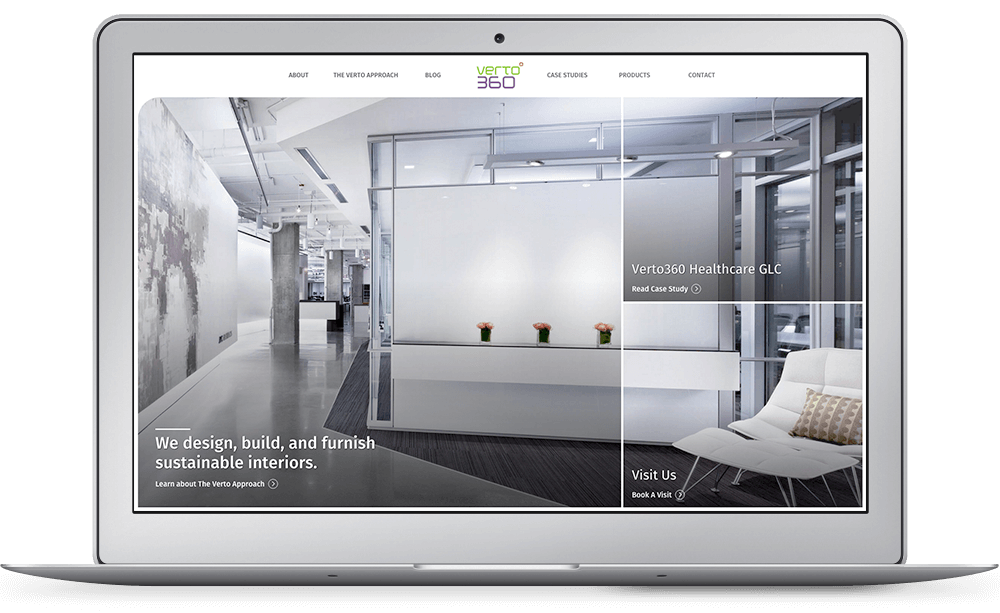 ABOUT THE VERTO APPROACH BLOG verto 360° CASE STUDIES PRODUCTS CONTACT
Verto360 Healthcare GLC
Read Case Study
We design, build, and furnish
sustainable interiors.
Learn about The Verto Approach
Visit Us
Book A Visit